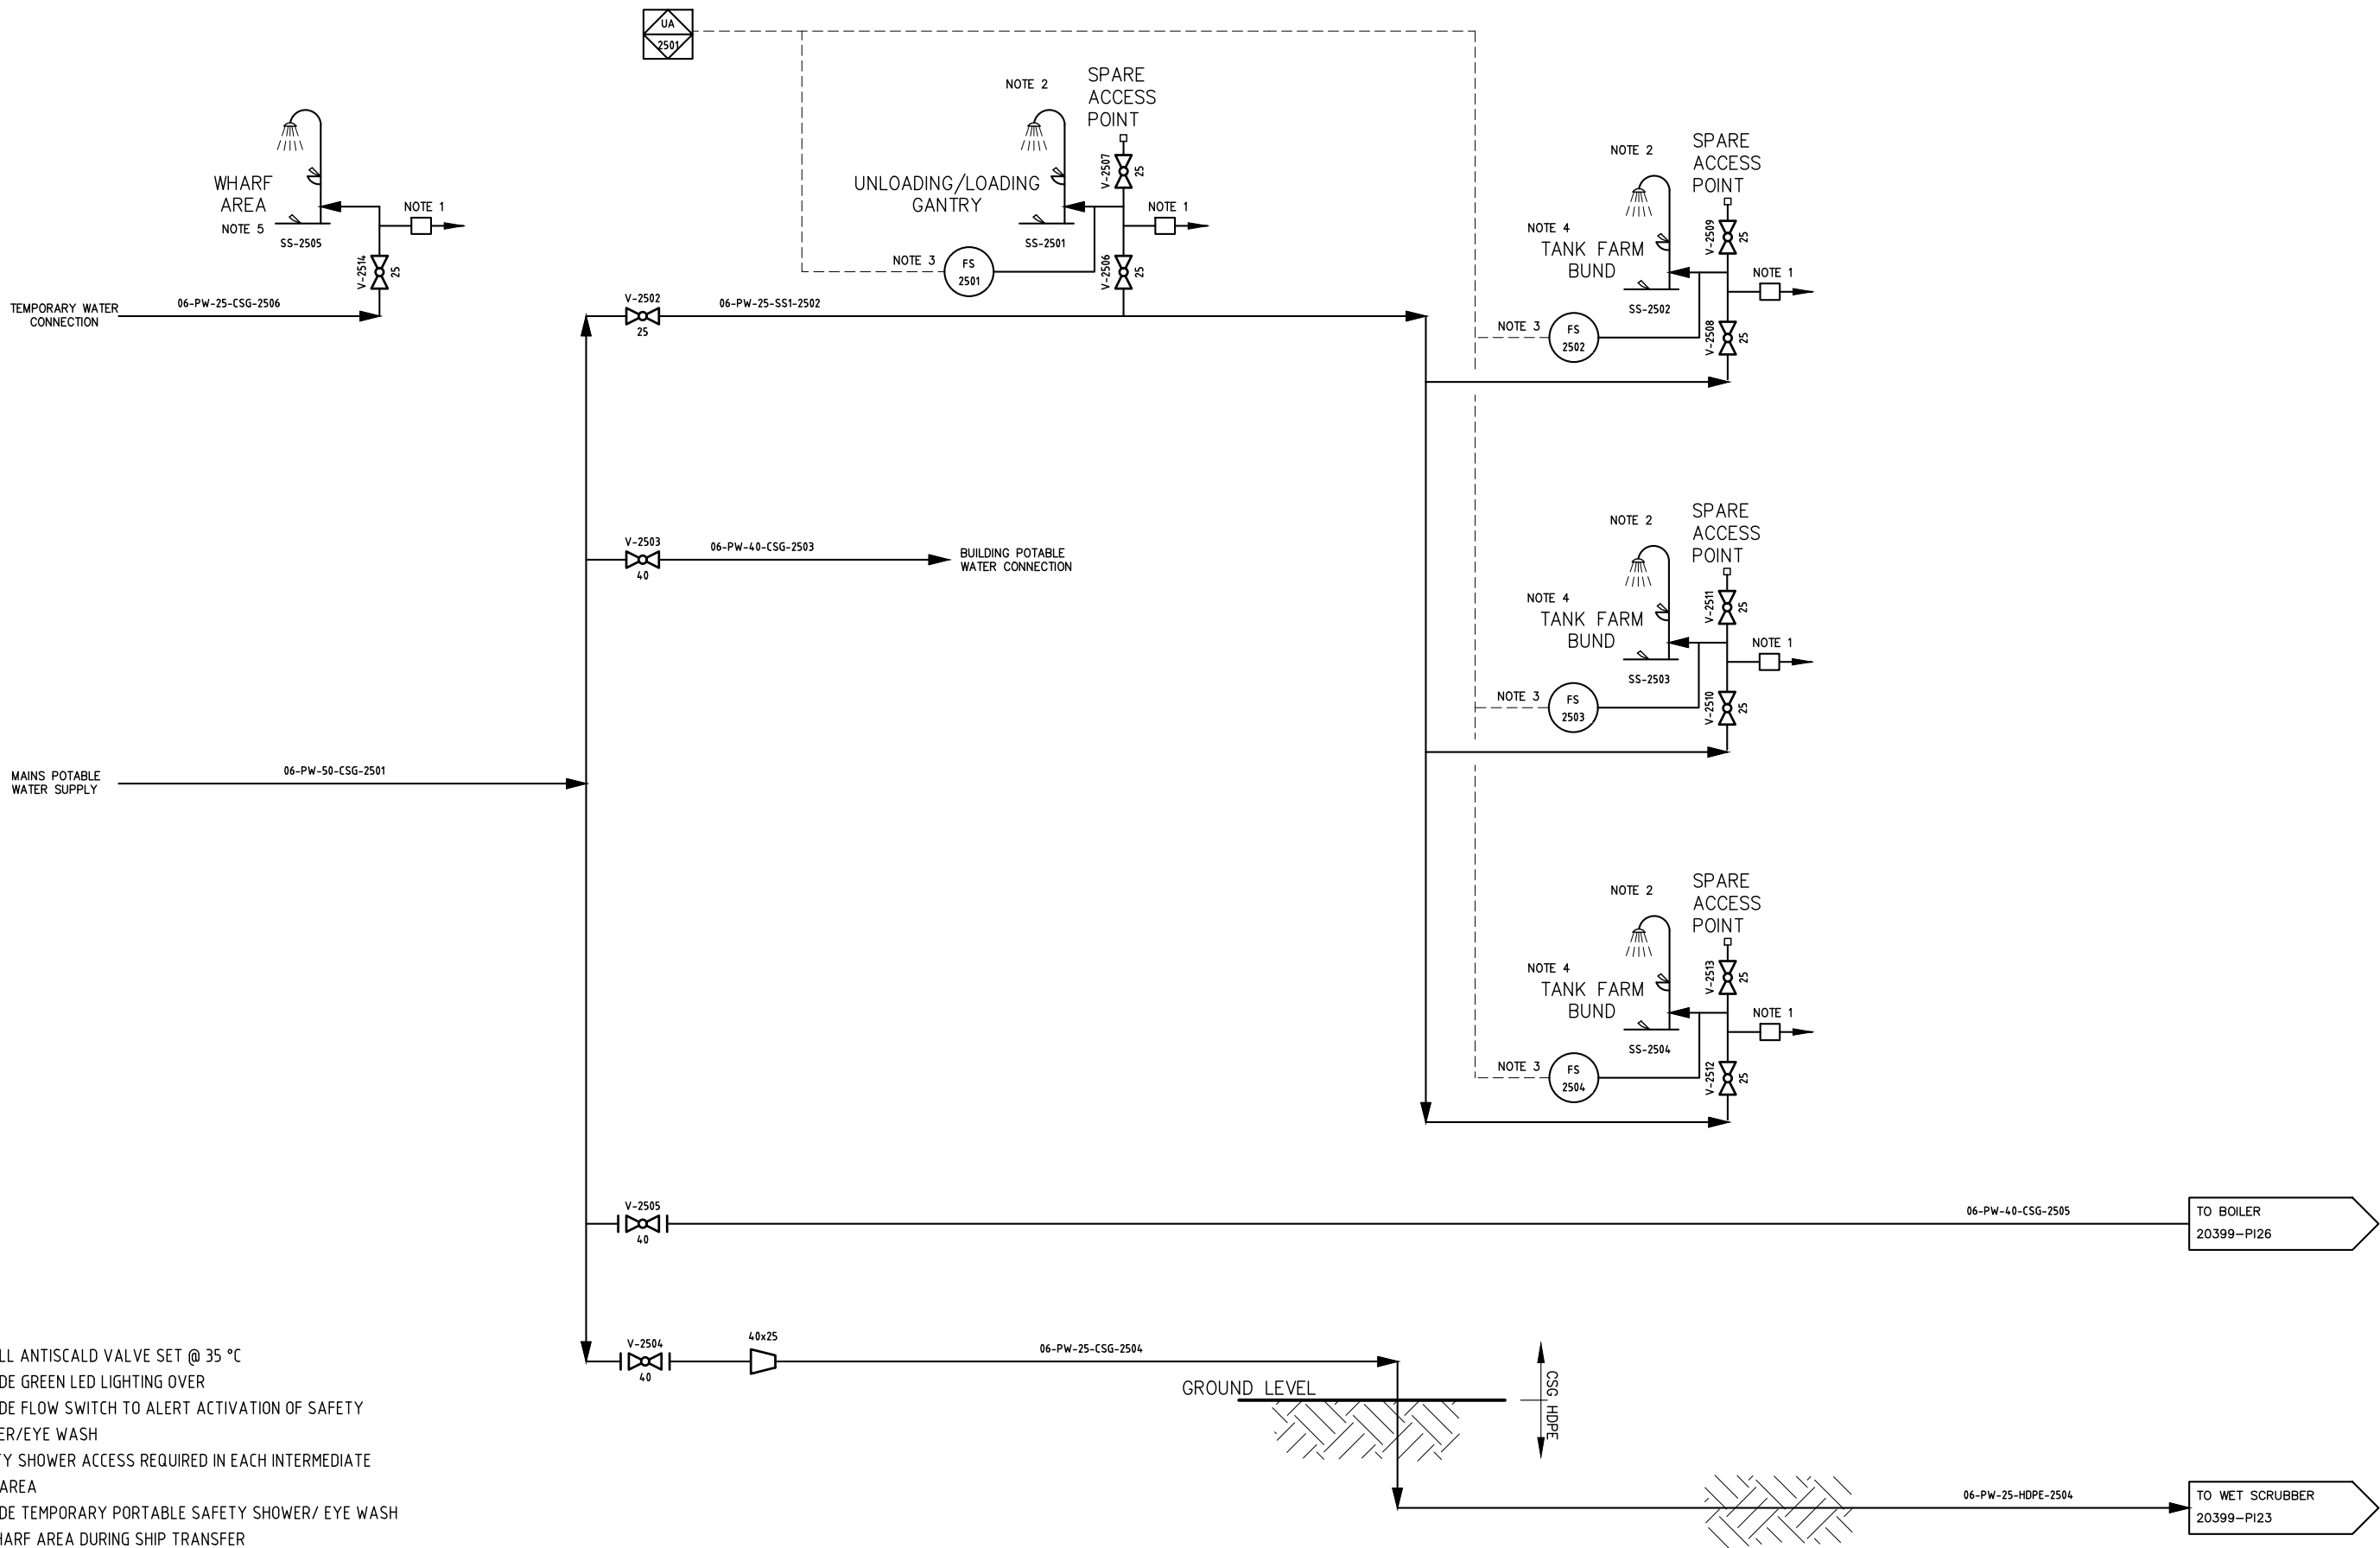 UA
2501
NOTE 2
SPARE
ACCESS
POINT
V-2507
25
UNLOADING/LOADING
GANTRY
NOTE 1
SS-2501
NOTE 3
FS
2501
V-2506
25
WHARF
AREA
NOTE 5
SS-2505
NOTE 1
V-2514
25
TEMPORARY WATER
CONNECTION
06-PW-25-CSG-2506
V-2502
25
06-PW-25-SS1-2502
NOTE 2
SPARE
ACCESS
POINT
NOTE 4
TANK FARM
BUND
V-2509
25
NOTE 1
SS-2502
NOTE 3
FS
2502
V-2508
25
V-2503
40
06-PW-40-CSG-2503
BUILDING POTABLE
WATER CONNECTION
NOTE 2
SPARE
ACCESS
POINT
NOTE 4
TANK FARM
BUND
V-2511
25
NOTE 1
SS-2503
NOTE 3
FS
2503
V-2510
25
MAINS POTABLE
WATER SUPPLY
06-PW-50-CSG-2501
NOTE 2
SPARE
ACCESS
POINT
NOTE 4
TANK FARM
BUND
V-2513
25
NOTE 1
SS-2504
NOTE 3
FS
2504
V-2512
25
V-2505
40
06-PW-40-CSG-2505
TO BOILER
20399-PI26
V-2504
40
40x25
06-PW-25-CSG-2504
GROUND LEVEL
CSG HDPE
06-PW-25-HDPE-2504
TO WET SCRUBBER
20399-PI23
LL ANTISCALD VALVE SET @ 35 °C
DE GREEN LED LIGHTING OVER
DE FLOW SWITCH TO ALERT ACTIVATION OF SAFETY
ER/EYE WASH
TY SHOWER ACCESS REQUIRED IN EACH INTERMEDIATE
AREA
DE TEMPORARY PORTABLE SAFETY SHOWER/ EYE WASH
HARF AREA DURING SHIP TRANSFER